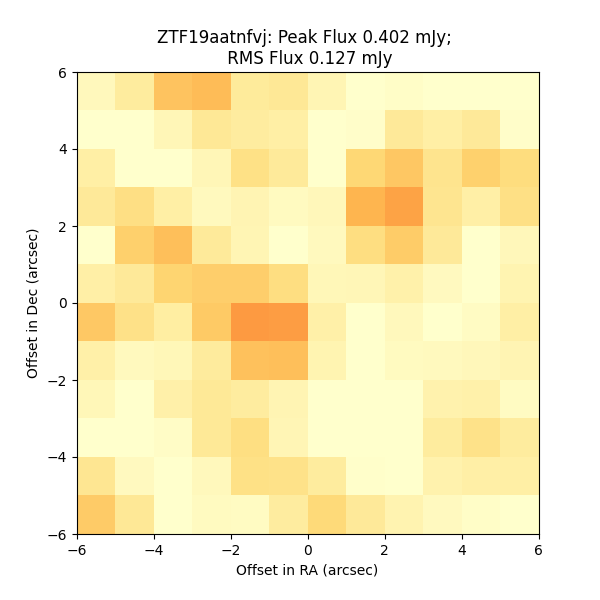 ZTF19aatnfvj: Peak Flux 0.402 mJy;
RMS Flux 0.127 mJy
6
4
2
0
−2
−4
−6
Offset in Dec (arcsec)
−6 −4 −2 0 2 4 6
Offset in RA (arcsec)